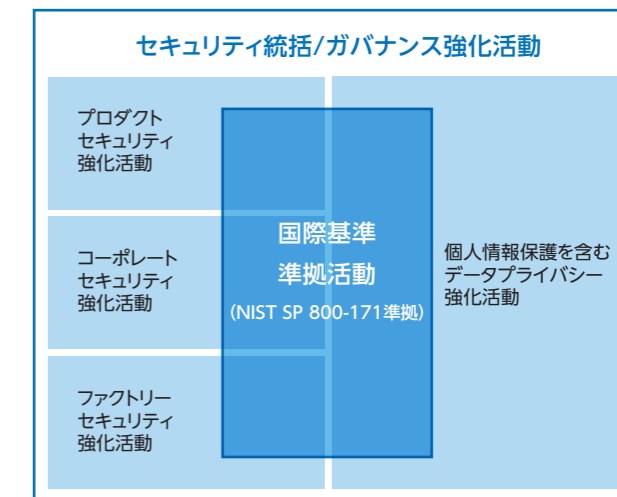 セキュリティ統括/ガバナンス強化活動
プロダクト
セキュリティ
強化活動
コーポレート
セキュリティ
強化活動
ファクトリー
セキュリティ
強化活動
国際基準
準拠活動
(NIST SP 800-171準拠)
個人情報保護を含む
データプライバシー
強化活動